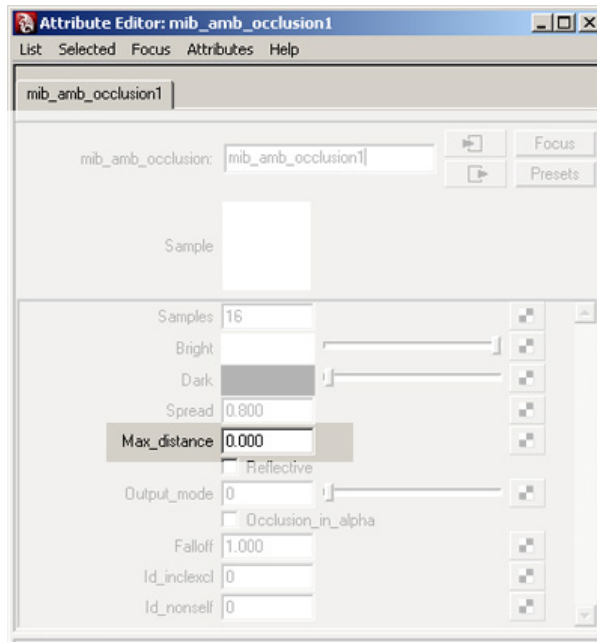 Attribute Editor: mib_amb_occlusion1
List Selected Focus Attributes Help
mib_amb_occlusion1
mib_amb_occlusion: mib_amb_occlusion1 Focus
Presets
Sample
Samples 16
Bright
Dark
Spread 0.800
Max_distance 0.000
Reflective
Output_mode 0
Occlusion_in_alpha
Falloff 1.000
Id_inclexcl 0
Id_nonself 0